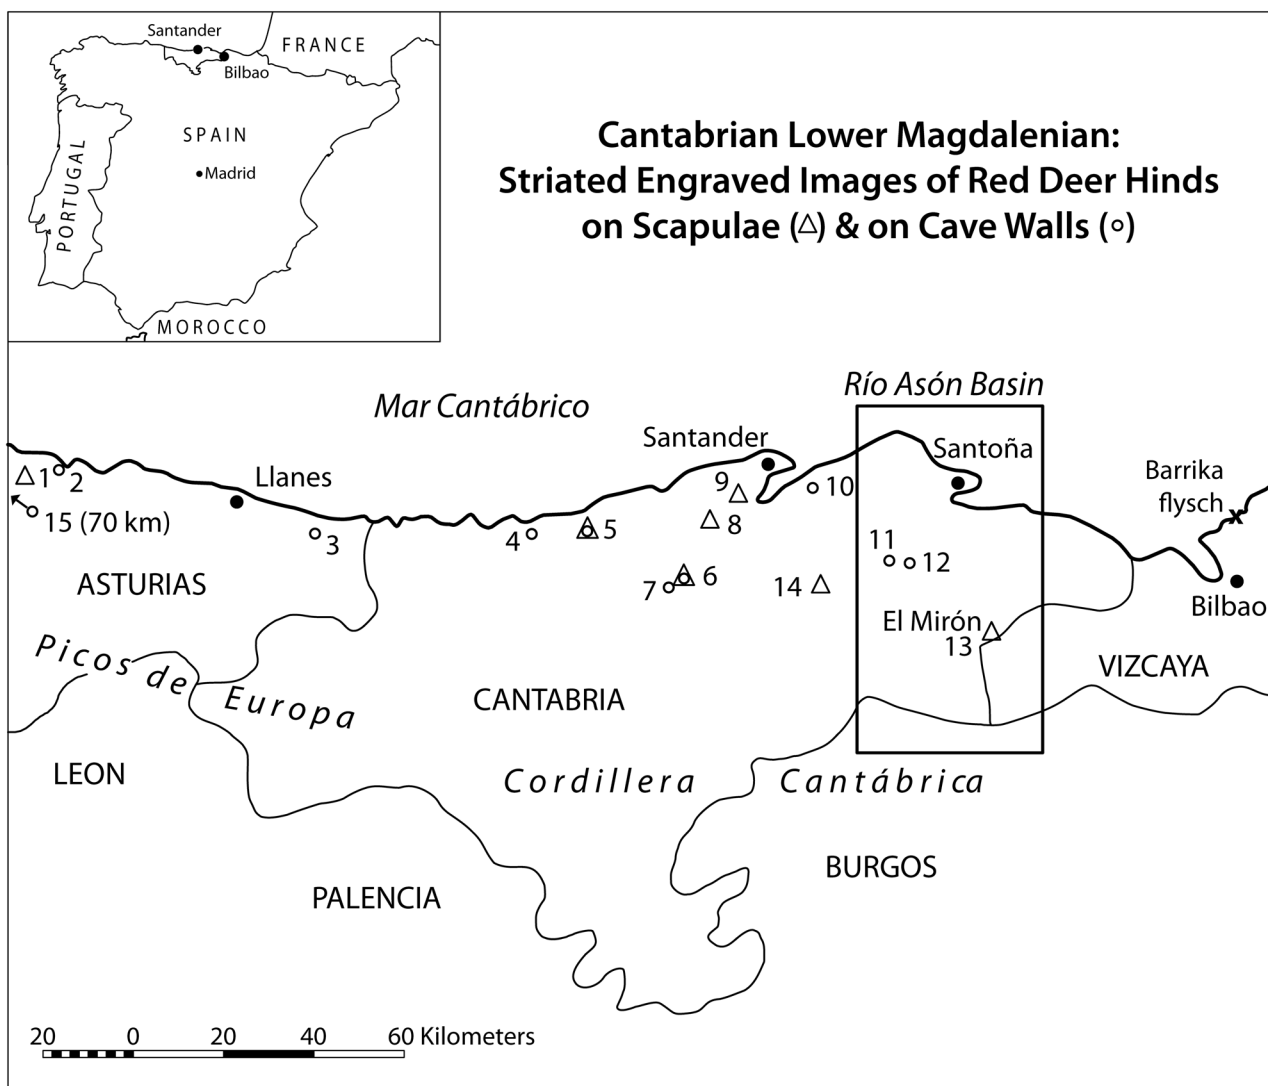 Santander
FRANCE
Bilbao
SPAIN
Madrid
PORTUGAL
MOROCCO
Cantabrian Lower Magdalenian:
Striated Engraved Images of Red Deer Hinds
on Scapulae (△) & on Cave Walls (○)
Río Asón Basin
Mar Cantábrico
Santander
Santoña
Barrika
flysch
x
Llanes
1
2
15 (70 km)
3
4
5
6
7
8
9
10
11
12
14
El Mirón
13
Bilbao
ASTURIAS
Picos de Europa
CANTABRIA
VIZCAYA
LEON
Cordillera Cantábrica
PALENCIA
BURGOS
20 0 20 40 60 Kilometers